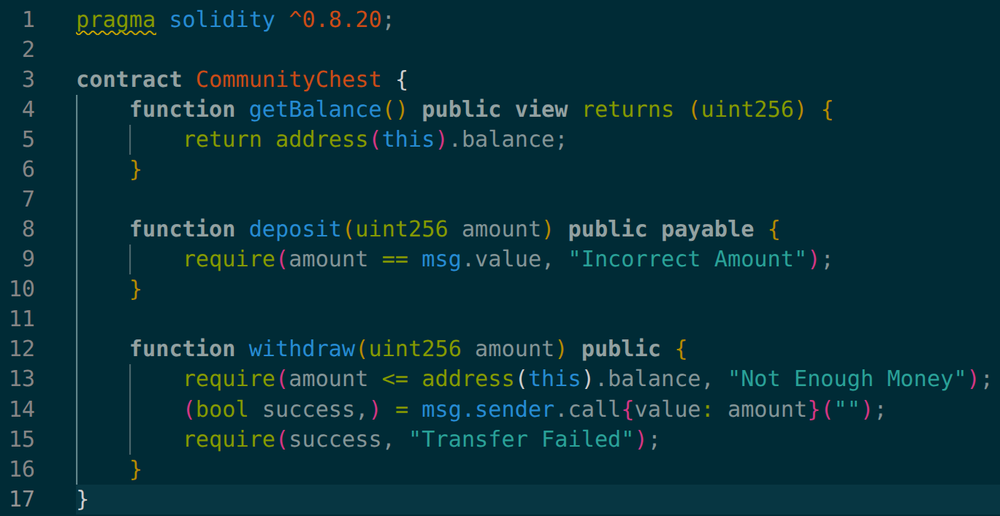 1 pragma solidity ^0.8.20;
2
3 contract CommunityChest {
4     function getBalance() public view returns (uint256) {
5         return address(this).balance;
6     }
7
8     function deposit(uint256 amount) public payable {
9         require(amount == msg.value, "Incorrect Amount");
10     }
11
12     function withdraw(uint256 amount) public {
13         require(amount <= address(this).balance, "Not Enough Money");
14         (bool success,) = msg.sender.call{value: amount}("");
15         require(success, "Transfer Failed");
16     }
17 }